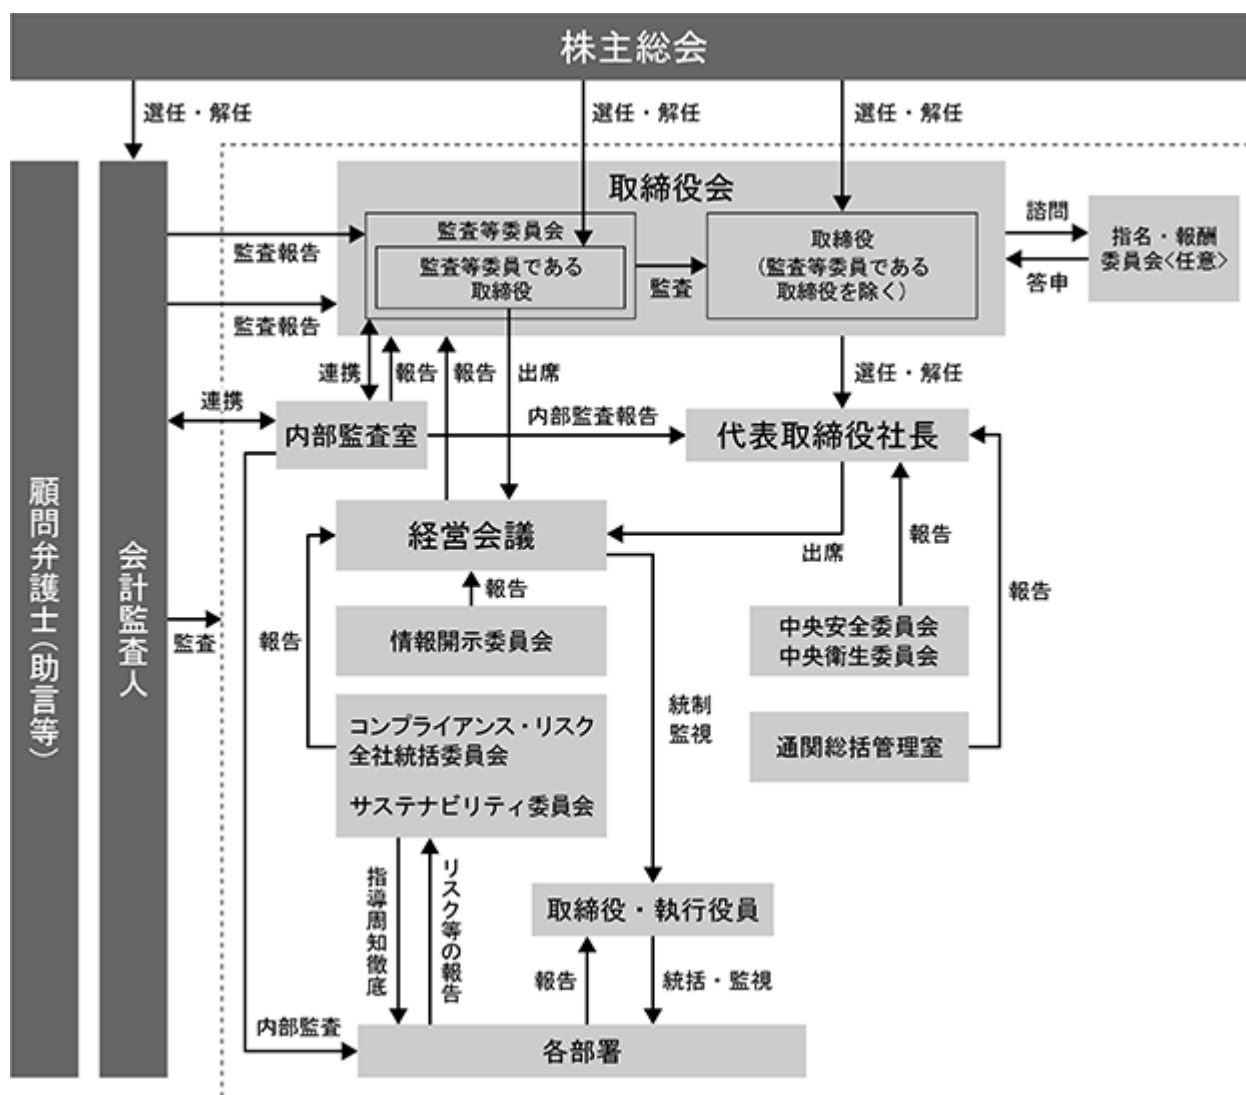 株主総会
選任・解任
選任・解任
選任・解任
取締役会
監査等委員会
監査等委員である
取締役
取締役
(監査等委員である
取締役を除く)
監査
諮問
答申
指名・報酬
委員会<任意>
監査報告
監査報告
連携
報告
報告
出席
選任・解任
連携
内部監査室
内部監査報告
代表取締役社長
経営会議
出席
報告
報告
報告
報告
情報開示委員会
中央安全委員会
中央衛生委員会
顧問弁護士(助言等)
会計監査人
監査
コンプライアンス・リスク
全社統括委員会
サステナビリティ委員会
統制
監視
通関総括管理室
指導周知徹底
リスク等の報告
取締役・執行役員
報告
統括・監視
内部監査
各部署